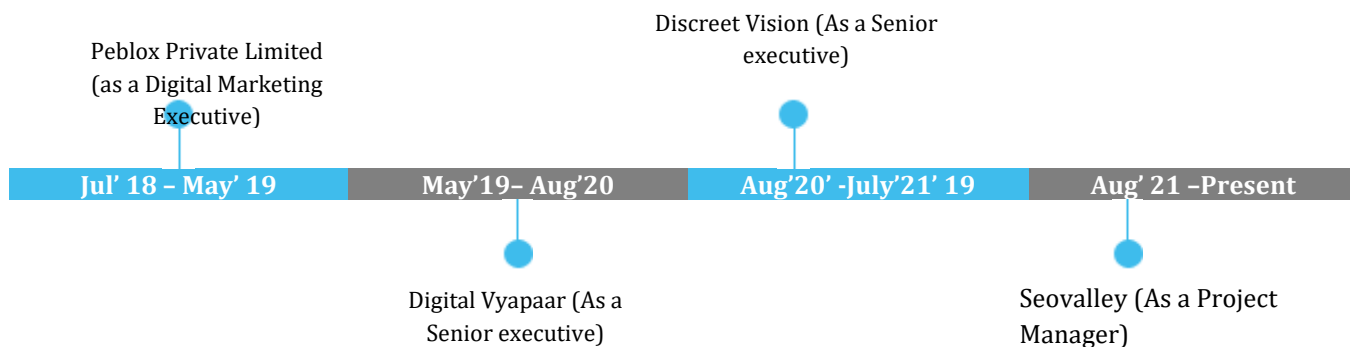 Peblox Private Limited
(as a Digital Marketing
Executive)
Discreet Vision (As a Senior
executive)
Jul’ 18 – May’ 19
May’19– Aug’20
Aug’20’ -July’21’ 19
Aug’ 21 –Present
Digital Vyapaar (As a
Senior executive)
Seovalley (As a Project
Manager)